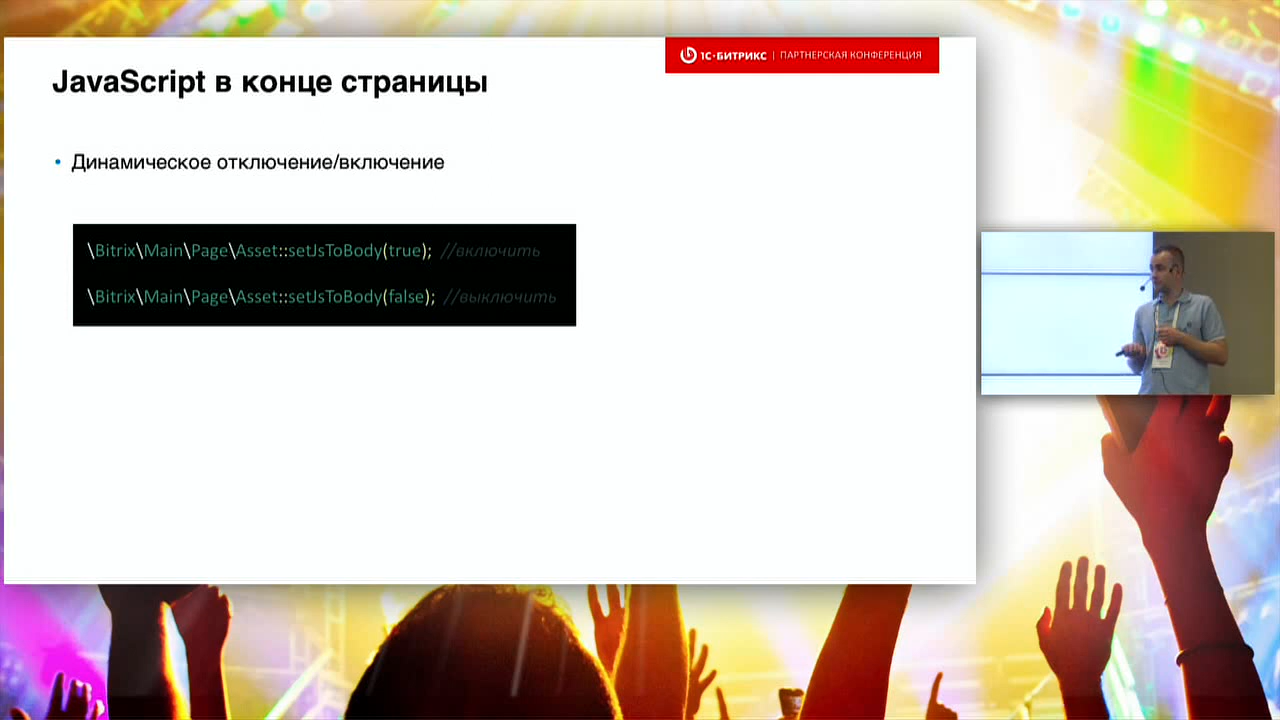 1С·БИТРИКС | ПАРТНЕРСКАЯ КОНФЕРЕНЦИЯ
JavaScript в конце страницы
• Динамическое отключение/включение
\Bitrix\Main\Page\Asset::setJsToBody(true); //включить
\Bitrix\Main\Page\Asset::setJsToBody(false); //выключить